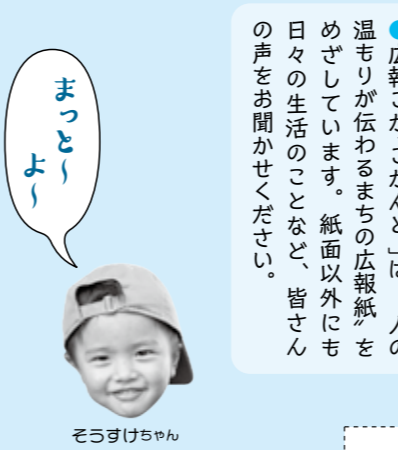 温もりが伝わるまちの広報紙〞を
めざしています。紙面以外にも
日々の生活のことなど、皆さん
の声をお聞かせください。
まっと～
よ～
そうすけちゃん